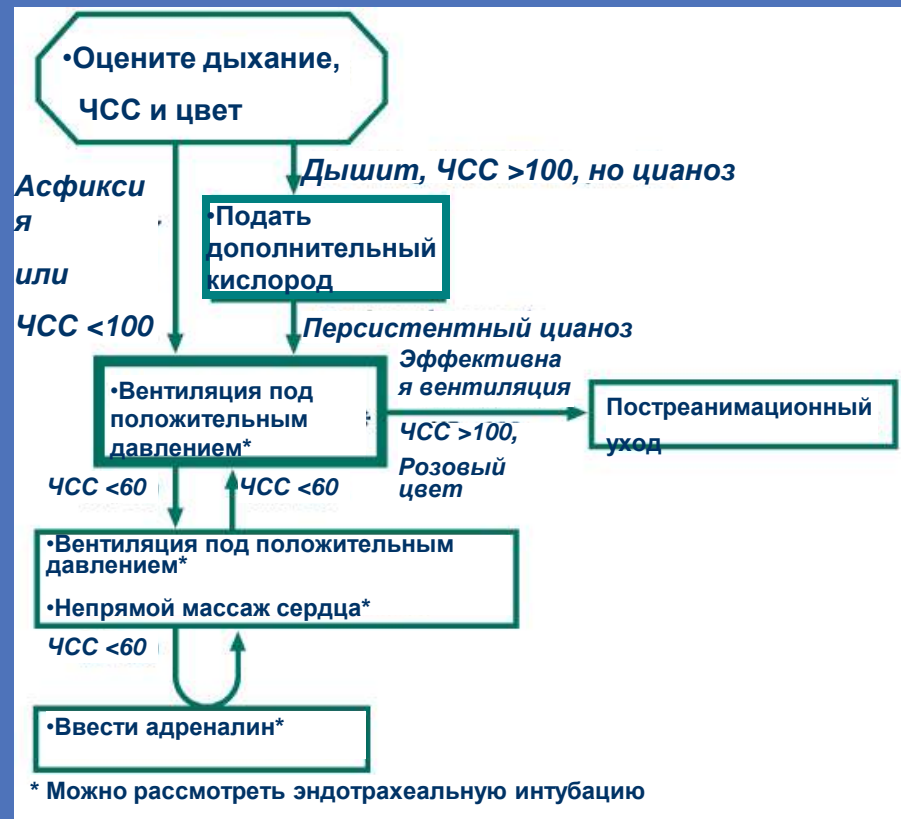 •Оцените дыхание,
ЧСС и цвет
Дышит, ЧСС >100, но цианоз
Асфикси
я
или
ЧСС <100
•Подать
дополнительный
кислород
Персистентный цианоз
•Вентиляция под
положительным
давлением*
Эффективна
я вентиляция
ЧСС >100,
Розовый
цвет
Постреанимационный
уход
ЧСС <60
ЧСС <60
•Вентиляция под положительным
давлением*
•Непрямой массаж сердца*
ЧСС <60
•Ввести адреналин*
* Можно рассмотреть эндотрахеальную интубацию